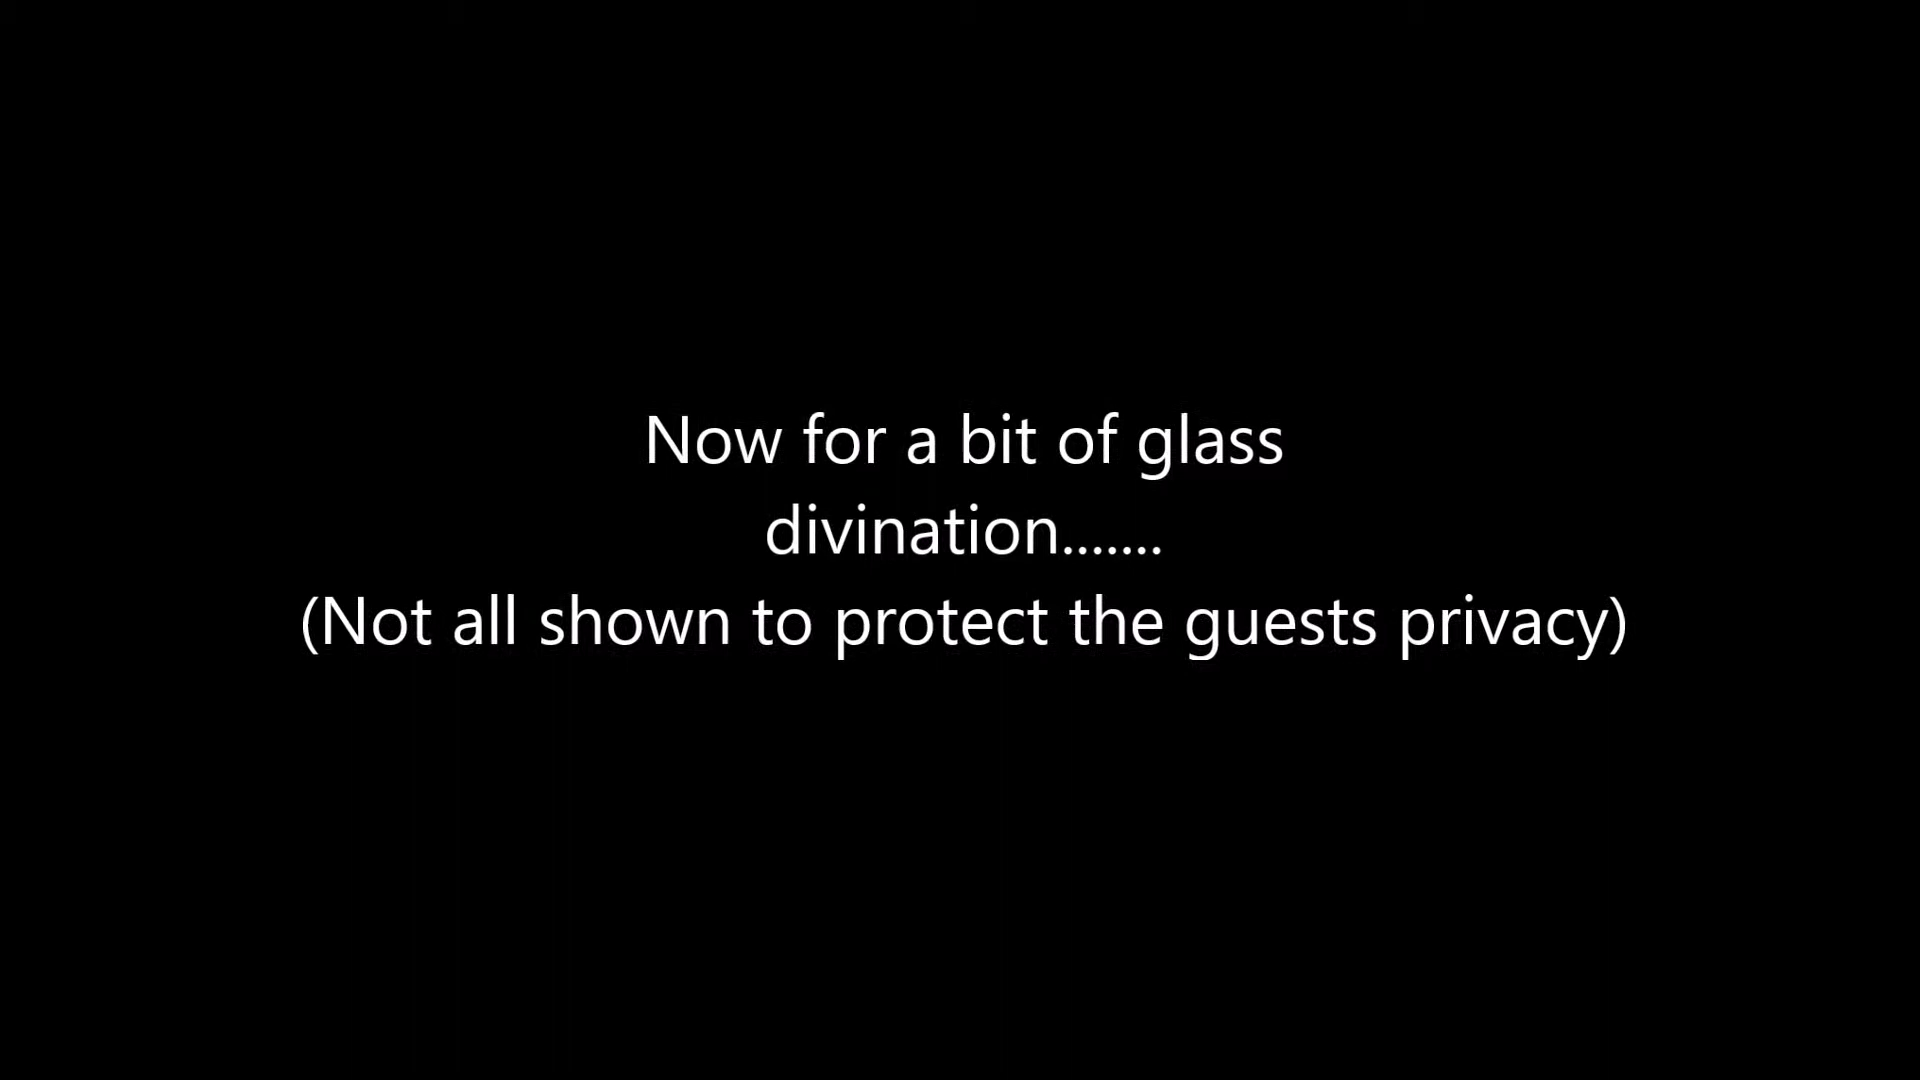 Now for a bit of glass
divination.......
(Not all shown to protect the guests privacy)